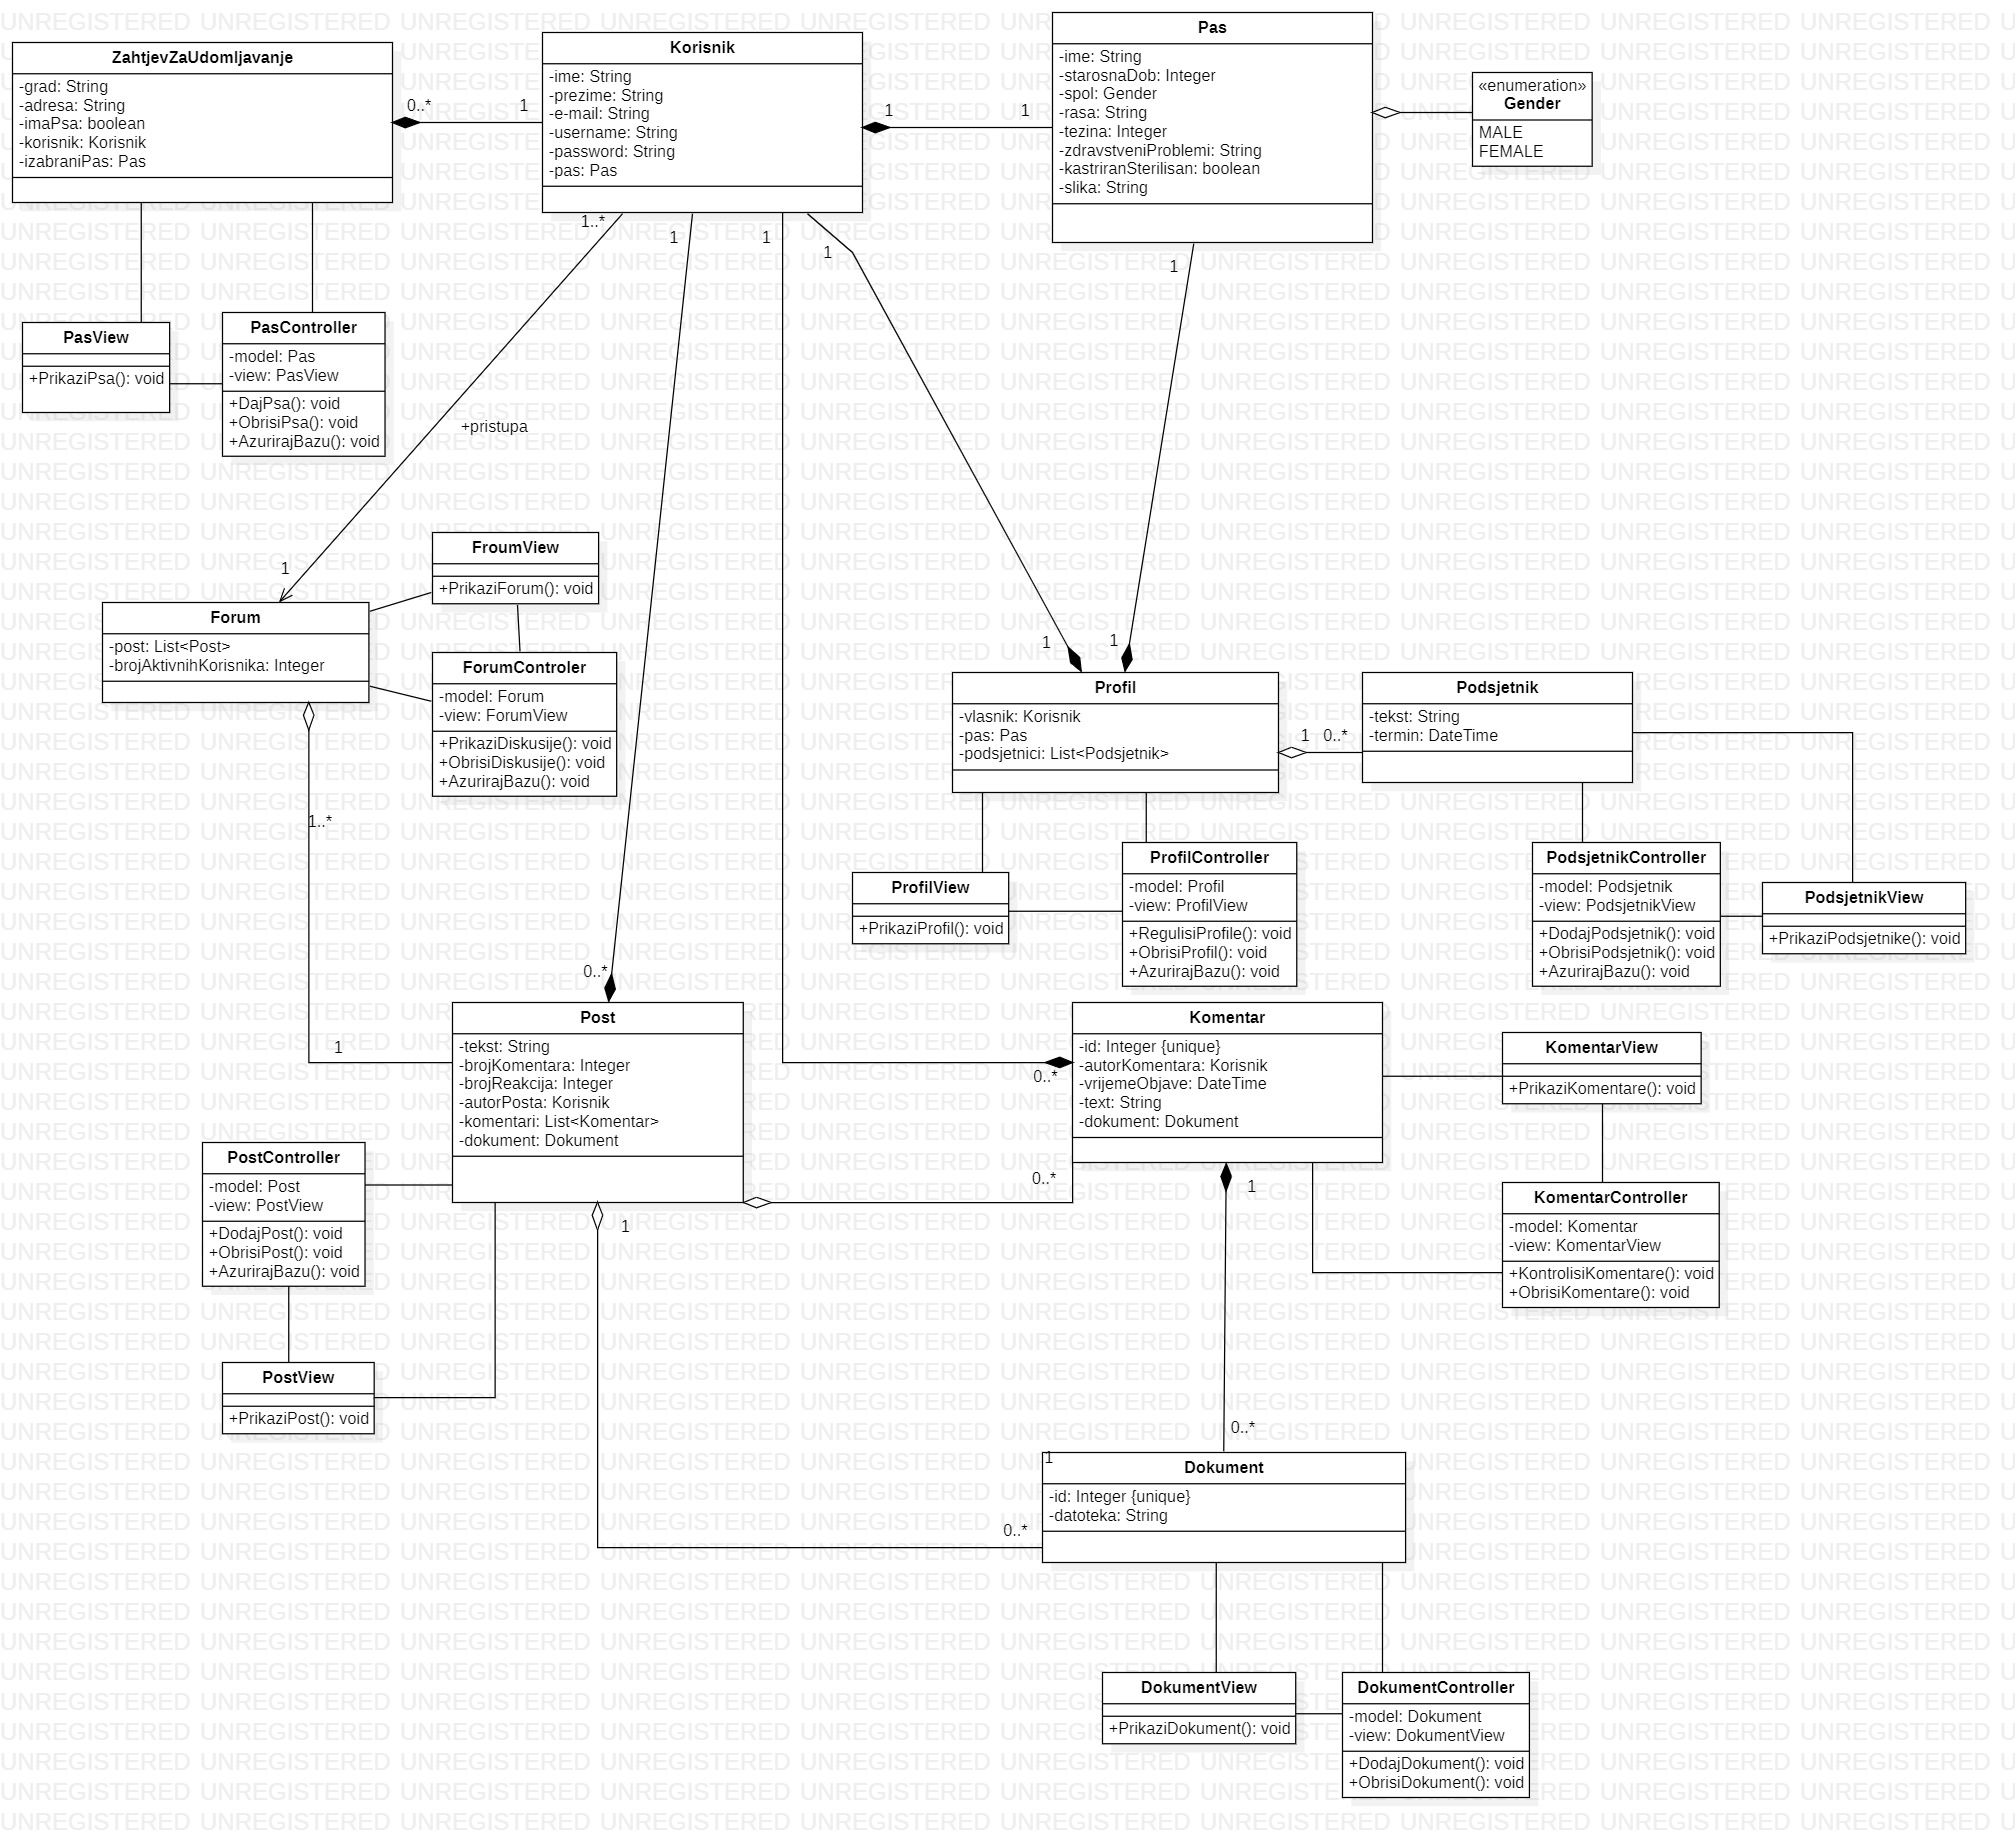 ZahtjevZaUdomljavanje
-grad: String
-adresa: String
-imaPsa: boolean
-korisnik: Korisnik
-izabraniPas: Pas
0..*
1
Korisnik
-ime: String
-prezime: String
-e-mail: String
-username: String
-password: String
-pas: Pas
1
1
Pas
-ime: String
-starosnaDob: Integer
-spol: Gender
-rasa: String
-tezina: Integer
-zdravstveniProblemi: String
-kastriranSterilisan: boolean
-slika: String
«enumeration»
Gender
MALE
FEMALE
1..*
1
1
1
1
PasView
+PrikaziPsa(): void
PasController
-model: Pas
-view: PasView
+DajPsa(): void
+ObrisiPsa(): void
+AzurirajBazu(): void
+pristupa
1
FroumView
+PrikaziForum(): void
Forum
-post: List<Post>
-brojAktivnihKorisnika: Integer
ForumControler
-model: Forum
-view: ForumView
+PrikaziDiskusije(): void
+ObrisiDiskusije(): void
+AzurirajBazu(): void
1..*
1
1
1
Profil
-vlasnik: Korisnik
-pas: Pas
-podsjetnici: List<Podsjetnik>
1
0..*
Podsjetnik
-tekst: String
-termin: DateTime
ProfilView
+PrikaziProfil(): void
ProfilController
-model: Profil
-view: ProfilView
+RegulisiProfile(): void
+ObrisiProfil(): void
+AzurirajBazu(): void
PodsjetnikController
-model: Podsjetnik
-view: PodsjetnikView
+DodajPodsjetnik(): void
+ObrisiPodsjetnik(): void
+AzurirajBazu(): void
PodsjetnikView
+PrikaziPodsjetnike(): void
0..*
Post
-tekst: String
-brojKomentara: Integer
-brojReakcija: Integer
-autorPosta: Korisnik
-komentari: List<Komentar>
-dokument: Dokument
0..*
0..*
Komentar
-id: Integer {unique}
-autorKomentara: Korisnik
-vrijemeObjave: DateTime
-text: String
-dokument: Dokument
KomentarView
+PrikaziKomentare(): void
KomentarController
-model: Komentar
-view: KomentarView
+KontrolisiKomentare(): void
+ObrisiKomentare(): void
PostController
-model: Post
-view: PostView
+DodajPost(): void
+ObrisiPost(): void
+AzurirajBazu(): void
PostView
+PrikaziPost(): void
1
1
0..*
1
Dokument
-id: Integer {unique}
-datoteka: String
0..*
DokumentView
+PrikaziDokument(): void
DokumentController
-model: Dokument
-view: DokumentView
+DodajDokument(): void
+ObrisiDokument(): void
UNREGISTERED